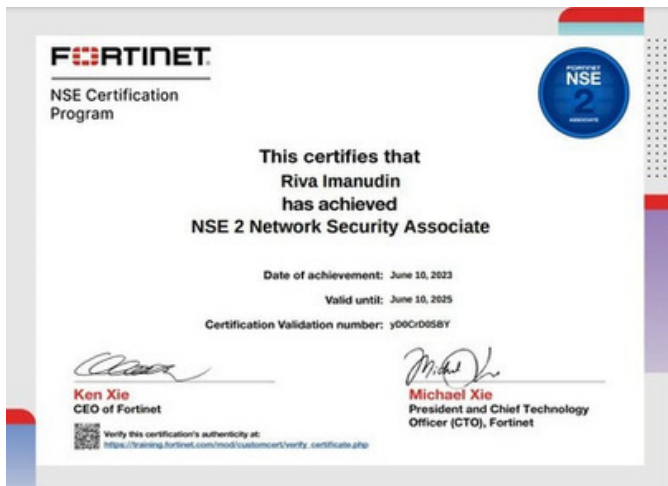 FORTINET
NSE Certification
Program
FORTINET
NSE
2
ASSOCIATE
This certifies that
Riva Imanudin
has achieved
NSE 2 Network Security Associate
Date of achievement: June 10, 2023
Valid until: June 10, 2025
Certification Validation number: yD0CrD0SBY
Ken Xie
CEO of Fortinet
Michael Xie
President and Chief Technology
Officer (CTO), Fortinet
Verify this certification's authenticity at:
https://training.fortinet.com/mod/customcert/verify_certificate.php